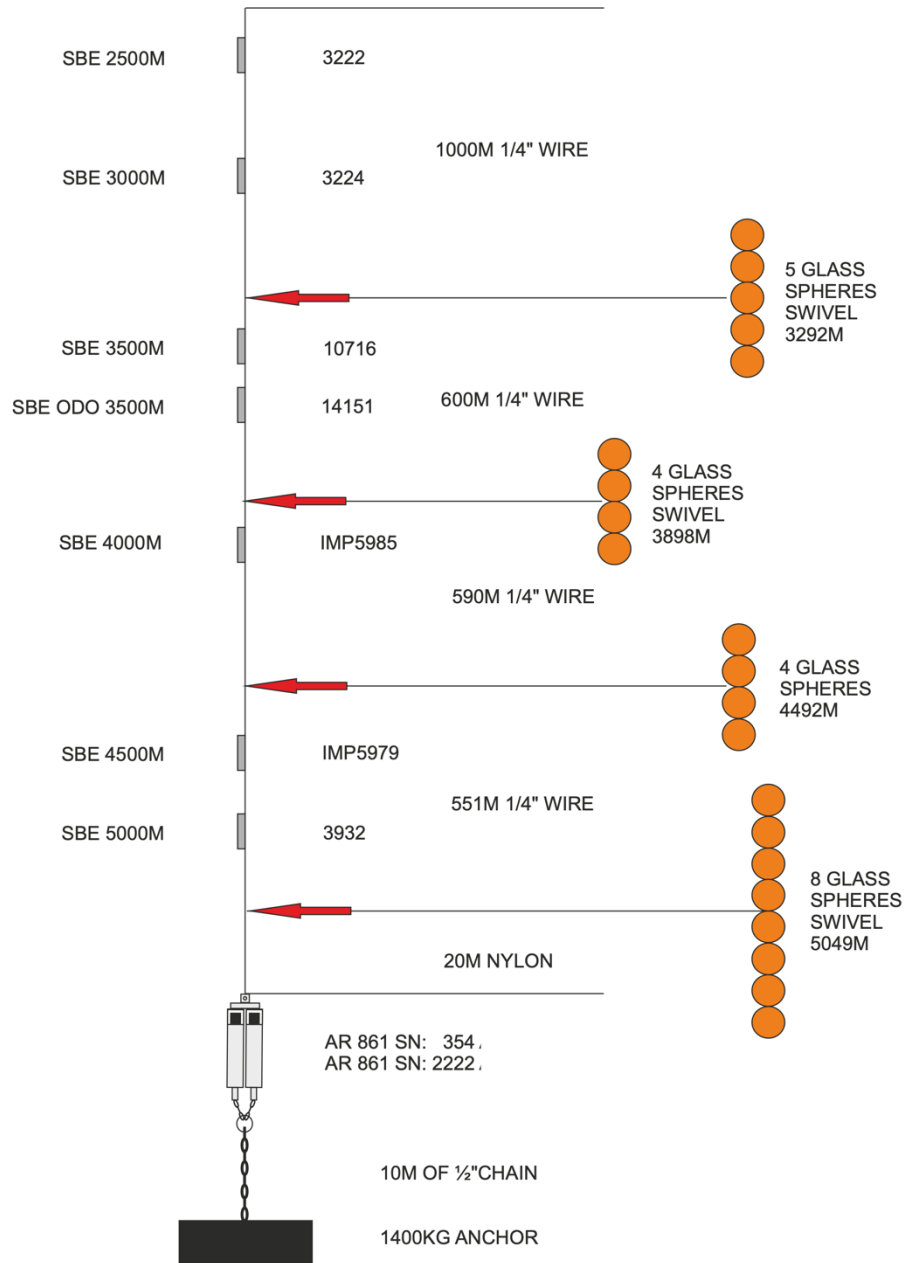 SBE 2500M 3222
1000M 1/4" WIRE
SBE 3000M 3224
5 GLASS
SPHERES
SWIVEL
3292M
SBE 3500M 10716
SBE ODO 3500M 14151
600M 1/4" WIRE
4 GLASS
SPHERES
SWIVEL
3898M
SBE 4000M IMP5985
590M 1/4" WIRE
4 GLASS
SPHERES
4492M
SBE 4500M IMP5979
551M 1/4" WIRE
SBE 5000M 3932
8 GLASS
SPHERES
SWIVEL
5049M
20M NYLON
AR 861 SN: 354
AR 861 SN: 2222
10M OF ½"CHAIN
1400KG ANCHOR